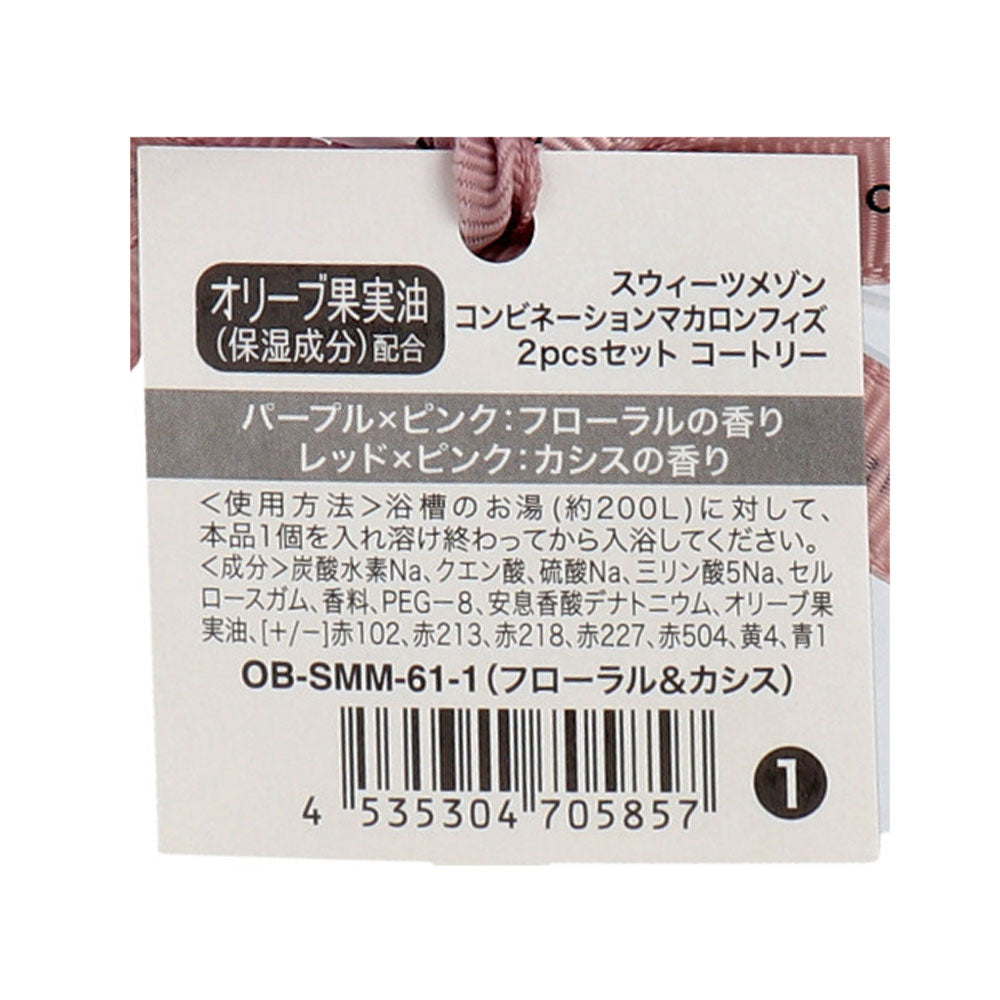 オリーブ果実油
(保湿成分)配合
スウィーツメゾン
コンビネーションマカロンフィズ
2pcsセット コートリー
パープル×ピンク:フローラルの香り
レッド×ピンク:カシスの香り
<使用方法>浴槽のお湯(約200L)に対して、
本品1個を入れ溶け終わってから入浴してください。
<成分>炭酸水素Na、クエン酸、硫酸Na、三リン酸5Na、セル
ロースガム、香料、PEG-8、安息香酸デナトニウム、オリーブ果
実油、[+/-]赤102、赤213、赤218、赤227、赤504、黄4、青1
OB-SMM-61-1(フローラル&カシス)
4 535304 705857
1